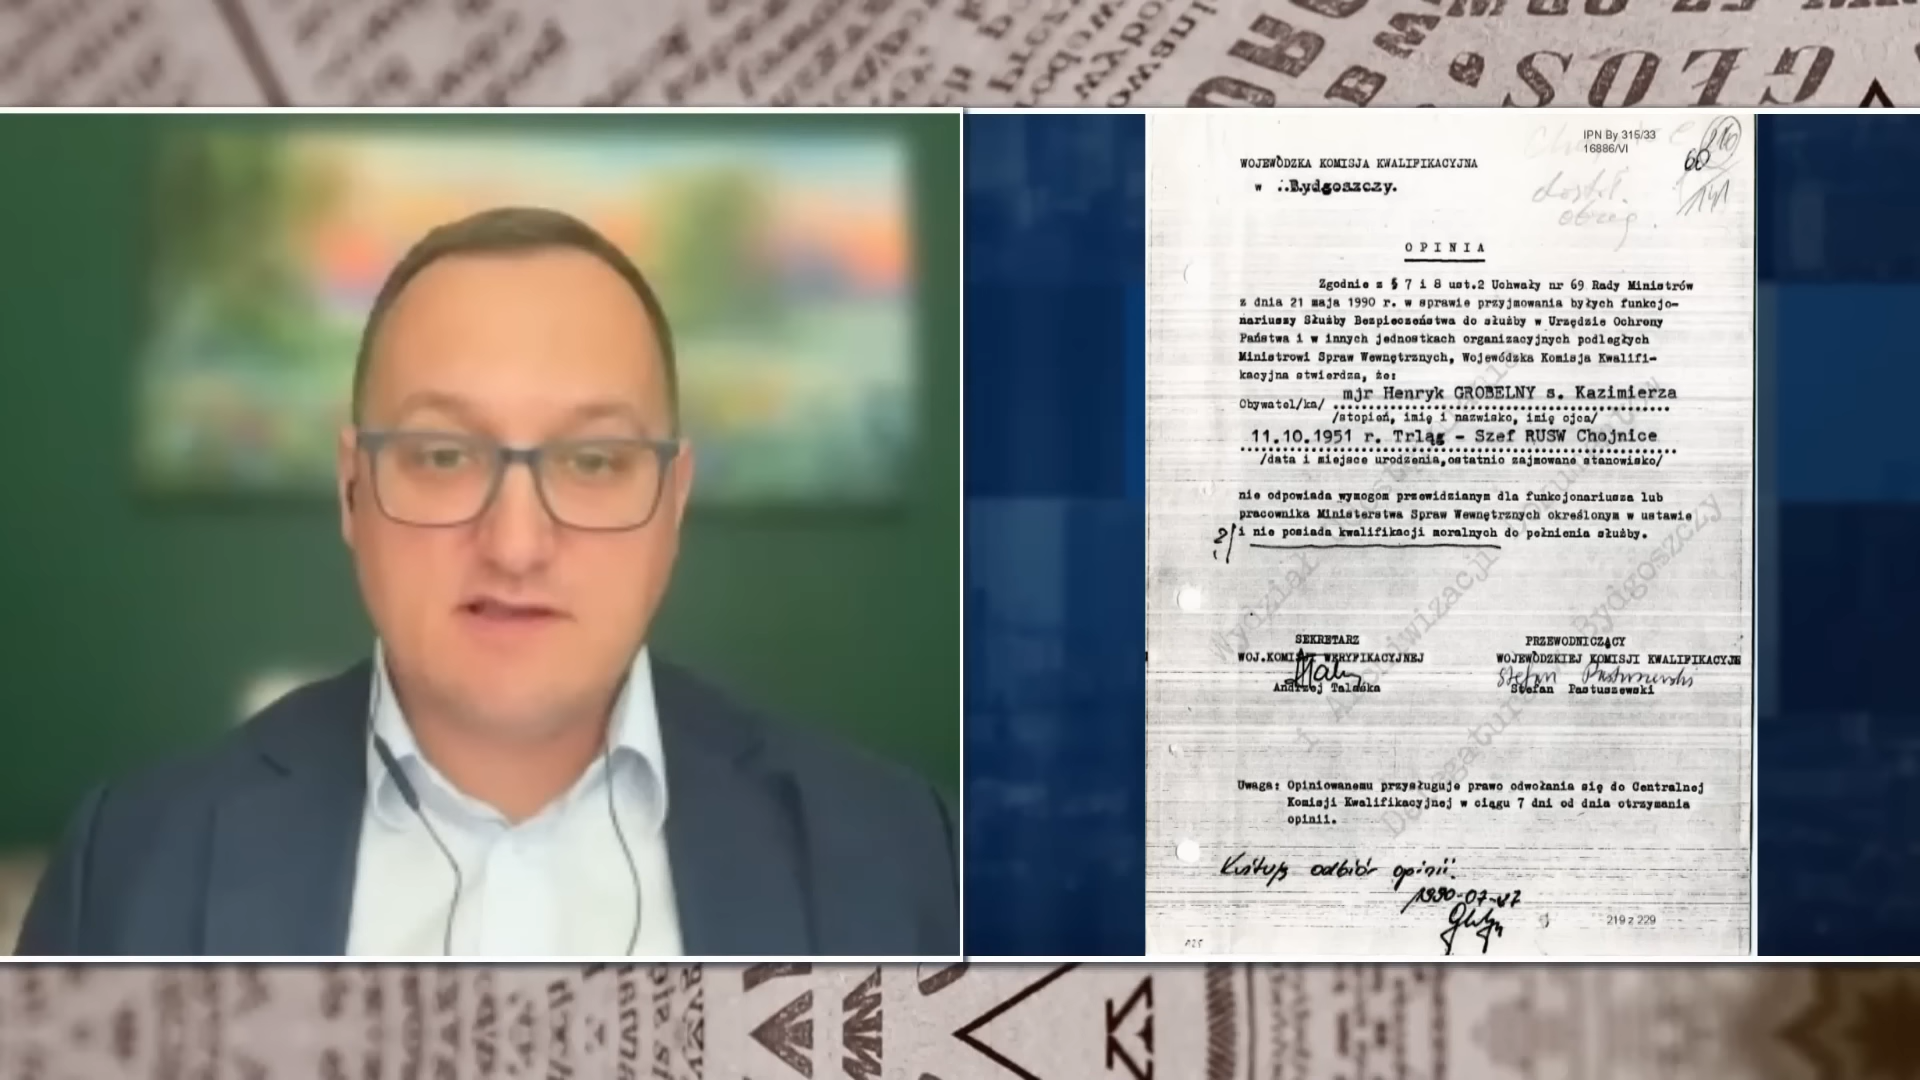 GŁOS
IPN By 315/33
16886/VI
60
WOJEWÓDZKA KOMISJA KWALIFIKACYJNA
w ..Bydgoszczy.
OPINIA
Zgodnie z § 7 i 8 ust.2 Uchwały nr 69 Rady Ministrów
z dnia 21 maja 1990 r. w sprawie przyjmowania byłych funkcjo-
nariuszy Służby Bezpieczeństwa do służby w Urzędzie Ochrony
Państwa i w innych jednostkach organizacyjnych podległych
Ministrowi Spraw Wewnętrznych, Wojewódzka Komisja Kwalifi-
kacyjna stwierdza, że:
mjr Henryk GROBELNY s. Kazimierza
Obywatel/ka/
/stopień, imię i nazwisko, imię ojca/
11.10.1951 r. Trląg - Szef RUSW Chojnice
/data i miejsce urodzenia,ostatnio zajmowane stanowisko/
nie odpowiada wymogom przewidzianym dla funkcjonariusza lub
pracownika Ministerstwa Spraw Wewnętrznych określonym w ustawie
i nie posiada kwalifikacji moralnych do pełnienia służby.
SEKRETARZ PRZEWODNICZĄCY
WOJ.KOMISJI WERYFIKACYJNEJ WOJEWÓDZKIEJ KOMISJI KWALIFIKACYJE
Stefan Pastuszewski
Andrzej Stefan Pastuszewski
Uwaga: Opiniowanemu przysługuje prawo odwołania się do Centralnej
Komisji Kwalifikacyjnej w ciągu 7 dni od dnia otrzymania
opinii.
odbiór opinii.
219 z 229